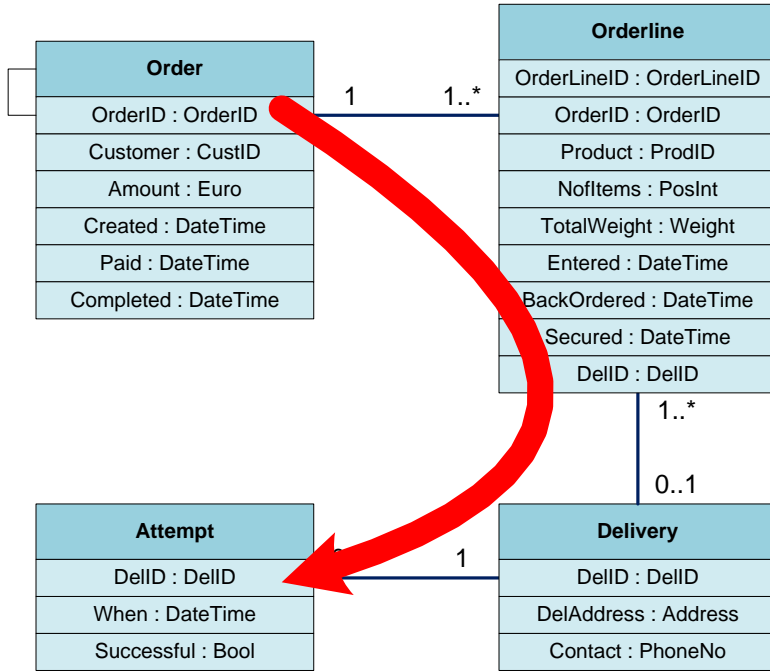 Order
OrderID : OrderID
Customer : CustID
Amount : Euro
Created : DateTime
Paid : DateTime
Completed : DateTime
1
1..*
Orderline
OrderLineID : OrderLineID
OrderID : OrderID
Product : ProdID
NofItems : PosInt
TotalWeight : Weight
Entered : DateTime
BackOrdered : DateTime
Secured : DateTime
DelID : DelID
1..*
0..1
Attempt
DelID : DelID
When : DateTime
Successful : Bool
1
Delivery
DelID : DelID
DelAddress : Address
Contact : PhoneNo